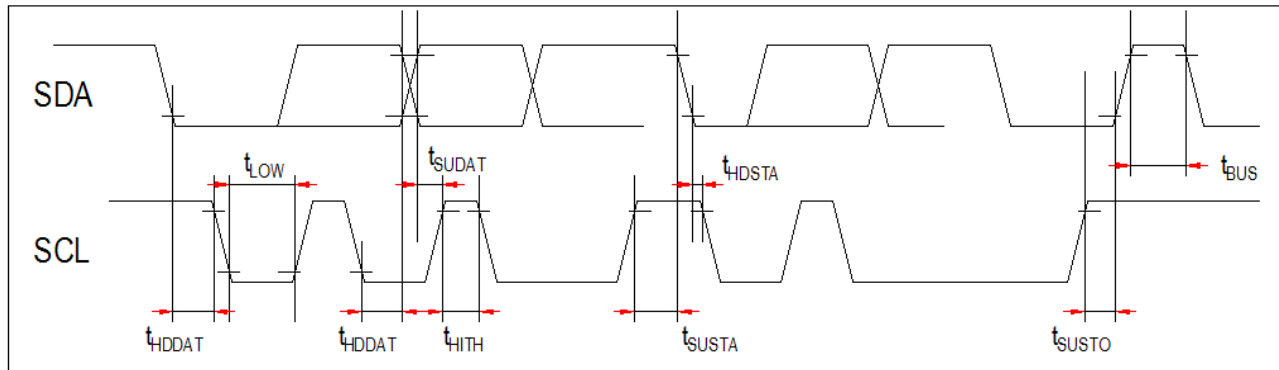 SDA
tLOW
tSUDAT
tHDSTA
tBUS
SCL
tHDDAT
tHDDAT
tHITH
tSUSTA
tSUSTO